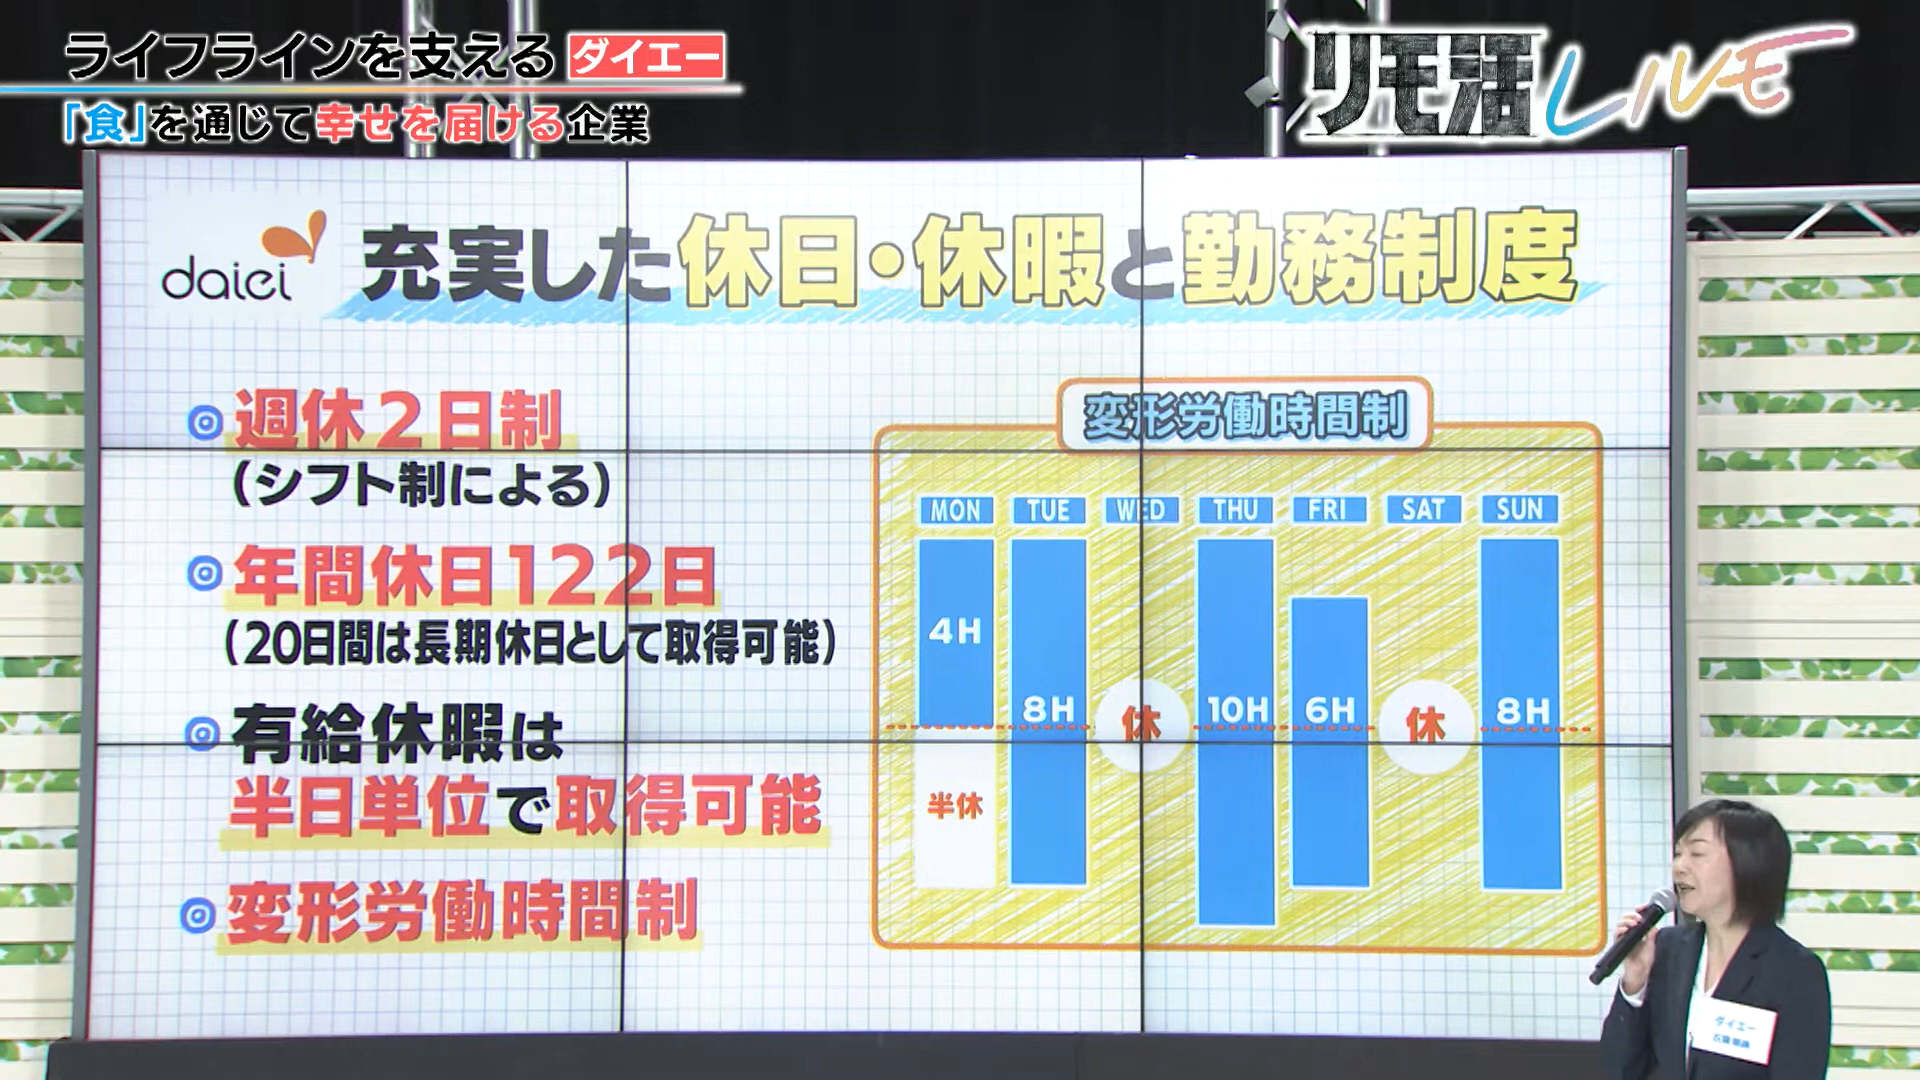 ライフラインを支える ダイエー
「食」を通じて幸せを届ける企業
リモ活LIVE
daiei
充実した休日・休暇と勤務制度
◎週休2日制
(シフト制による)
◎年間休日122日
(20日間は長期休日として取得可能)
◎有給休暇は
半日単位で取得可能
◎変形労働時間制
変形労働時間制
MON TUE WED THU FRI SAT SUN
4H
8H 休 10H 6H 休 8H
半休
ダイエー